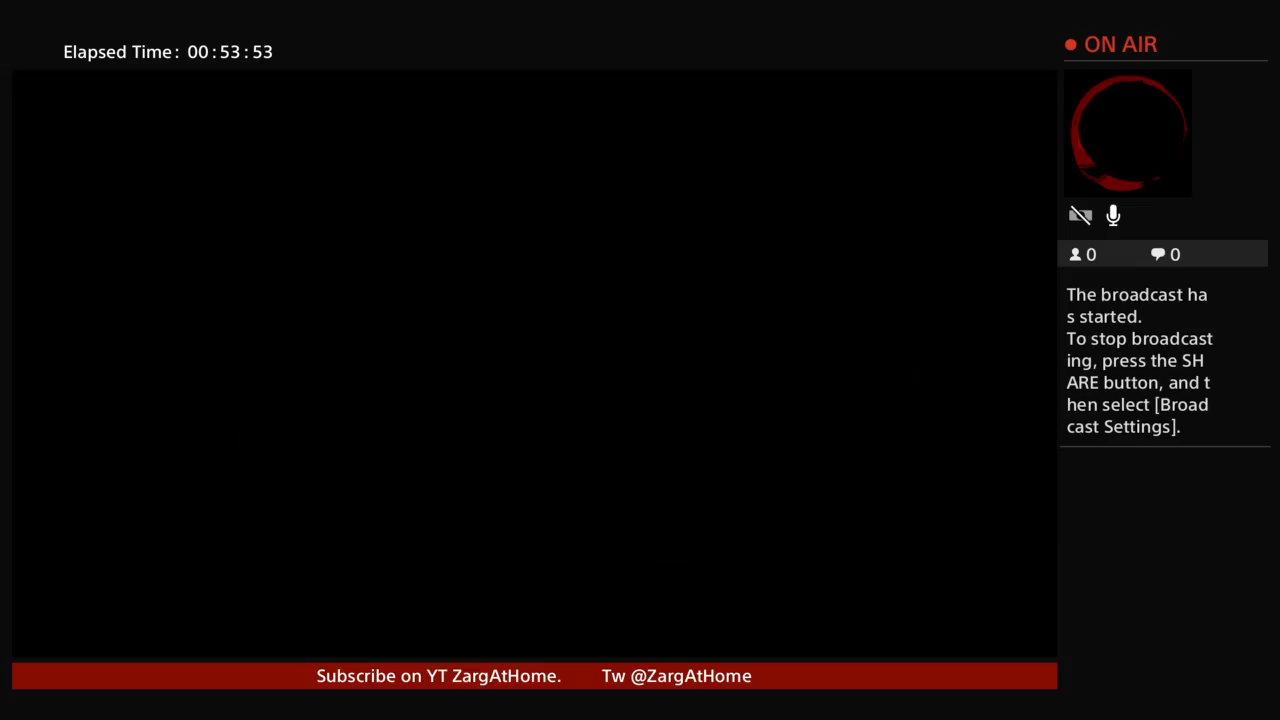 Elapsed Time: 00:53:53
ON AIR
0 0
The broadcast ha
s started.
To stop broadcast
ing, press the SH
ARE button, and t
hen select [Broad
cast Settings].
Subscribe on YT ZargAtHome. Tw @ZargAtHome